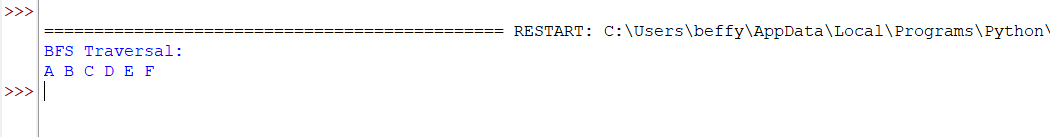 >>>
============================================== RESTART: C:\Users\beffy\AppData\Local\Programs\Python\
BFS Traversal:
A B C D E F
>>>